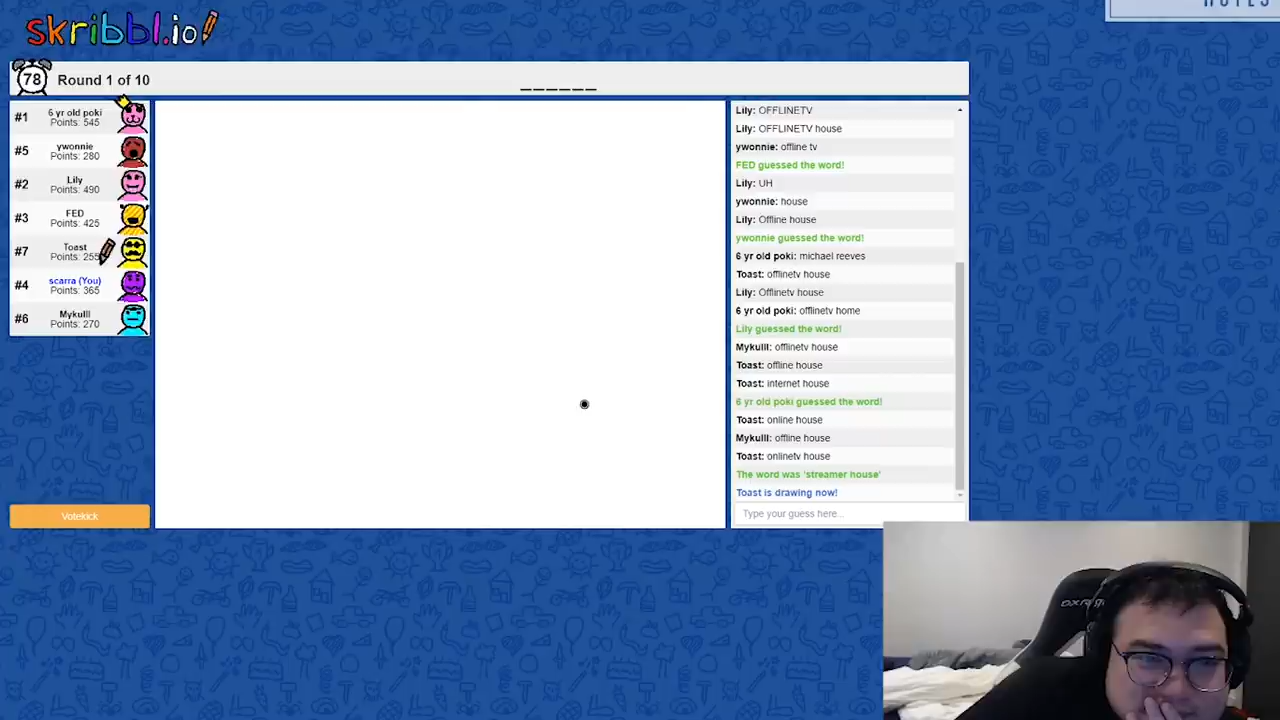 skribbl.io
78
Round 1 of 10
______
#1
6 yr old poki
Points: 545
#5
ywonnie
Points: 280
#2
Lily
Points: 490
#3
FED
Points: 425
#7
Toast
Points: 255
#4
scarra (You)
Points: 365
#6
Mykulll
Points: 270
Votekick
Lily: OFFLINETV
Lily: OFFLINETV house
ywonnie: offline tv
FED guessed the word!
Lily: UH
ywonnie: house
Lily: Offline house
ywonnie guessed the word!
6 yr old poki: michael reeves
Toast: offlinetv house
Lily: Offlinetv house
6 yr old poki: offlinetv home
Lily guessed the word!
Mykulll: offlinetv house
Toast: offline house
Toast: internet house
6 yr old poki guessed the word!
Toast: online house
Mykulll: offline house
Toast: onlinetv house
The word was 'streamer house'
Toast is drawing now!
Type your guess here...